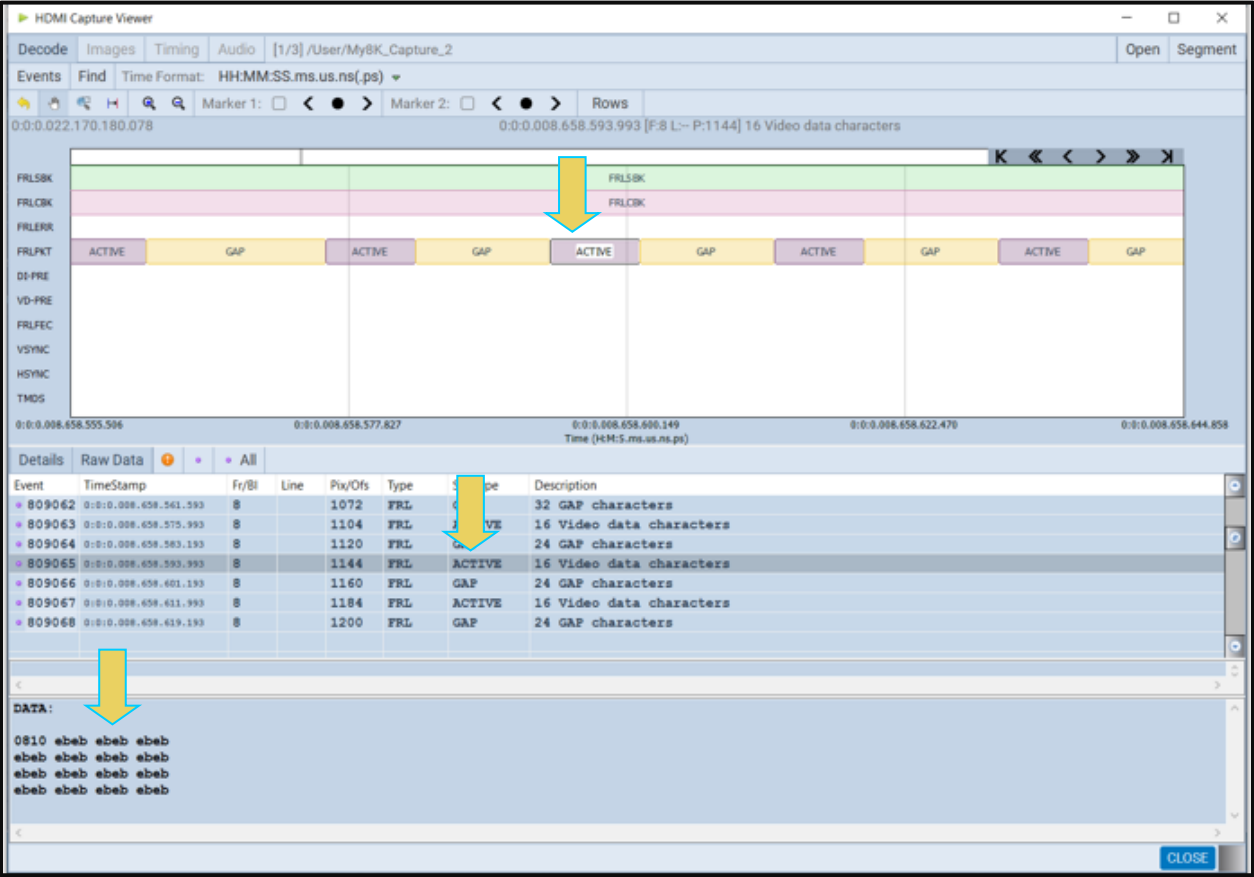 HDMI Capture Viewer
Decode Images Timing Audio [1/3] /User/My8K_Capture_2 Open Segment
Events Find Time Format: HH:MM:SS.ms.us.ns(.ps)
Marker 1: Marker 2: Rows
0:0:0.022.170.180.078 0:0:0.008.658.593.993 [F:8 L:-- P:1144] 16 Video data characters
FRLSBK FRLSBK
FRLCBK FRLCBK
FRLERR
FRLPKT ACTIVE GAP ACTIVE GAP ACTIVE GAP ACTIVE GAP ACTIVE GAP
DI-PRE
VD-PRE
FRLFEC
VSYNC
HSYNC
TMDS
0:0:0.008.658.555.506 0:0:0.008.658.577.827 0:0:0.008.658.600.149 0:0:0.008.658.622.470 0:0:0.008.658.644.858
Time (H:M:S.ms.us.ns.ps)
Details Raw Data All
Event TimeStamp Fr/Bl Line Pix/Ofs Type Description
809062 0:0:0.008.658.561.593 8 1072 FRL 32 GAP characters
809063 0:0:0.008.658.575.993 8 1104 FRL 16 Video data characters
809064 0:0:0.008.658.583.193 8 1120 FRL 24 GAP characters
809065 0:0:0.008.658.593.993 8 1144 FRL ACTIVE 16 Video data characters
809066 0:0:0.008.658.601.193 8 1160 FRL GAP 24 GAP characters
809067 0:0:0.008.658.611.993 8 1184 FRL ACTIVE 16 Video data characters
809068 0:0:0.008.658.619.193 8 1200 FRL GAP 24 GAP characters
DATA:
0810 ebeb ebeb ebeb
ebeb ebeb ebeb ebeb
ebeb ebeb ebeb ebeb
ebeb ebeb ebeb ebeb
CLOSE